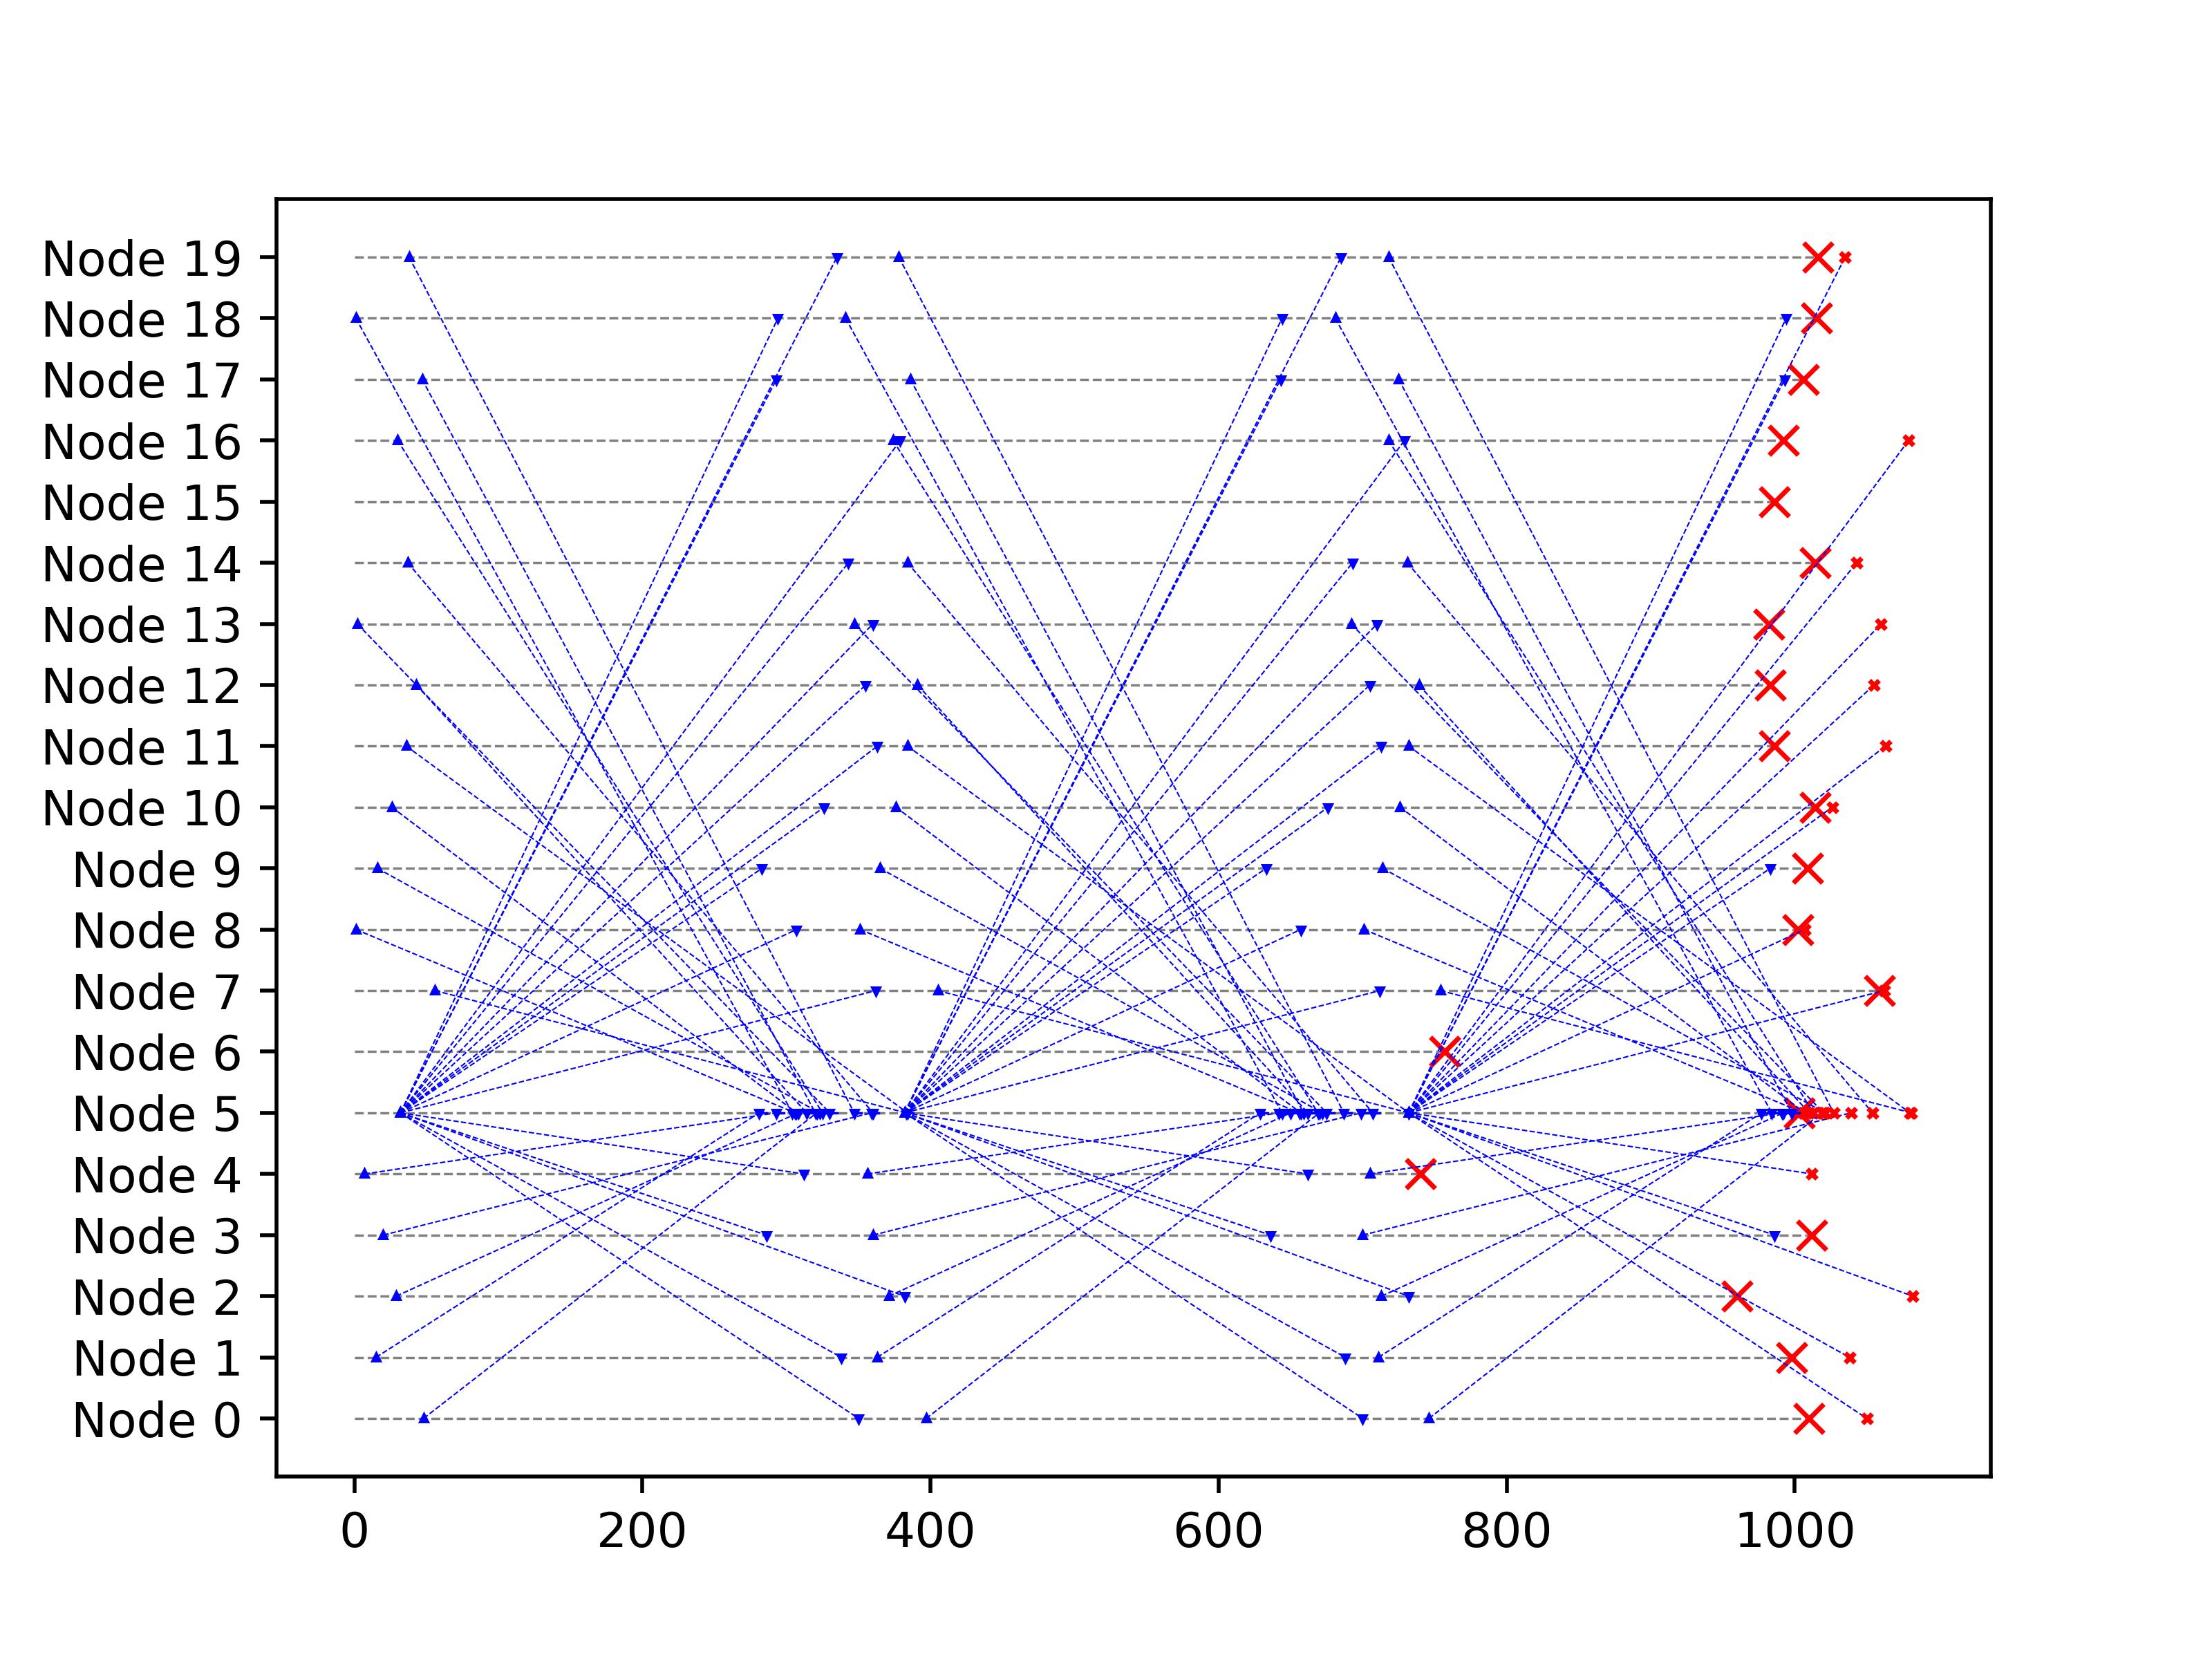 Node 19
Node 18
Node 17
Node 16
Node 15
Node 14
Node 13
Node 12
Node 11
Node 10
Node 9
Node 8
Node 7
Node 6
Node 5
Node 4
Node 3
Node 2
Node 1
Node 0
0 200 400 600 800 1000